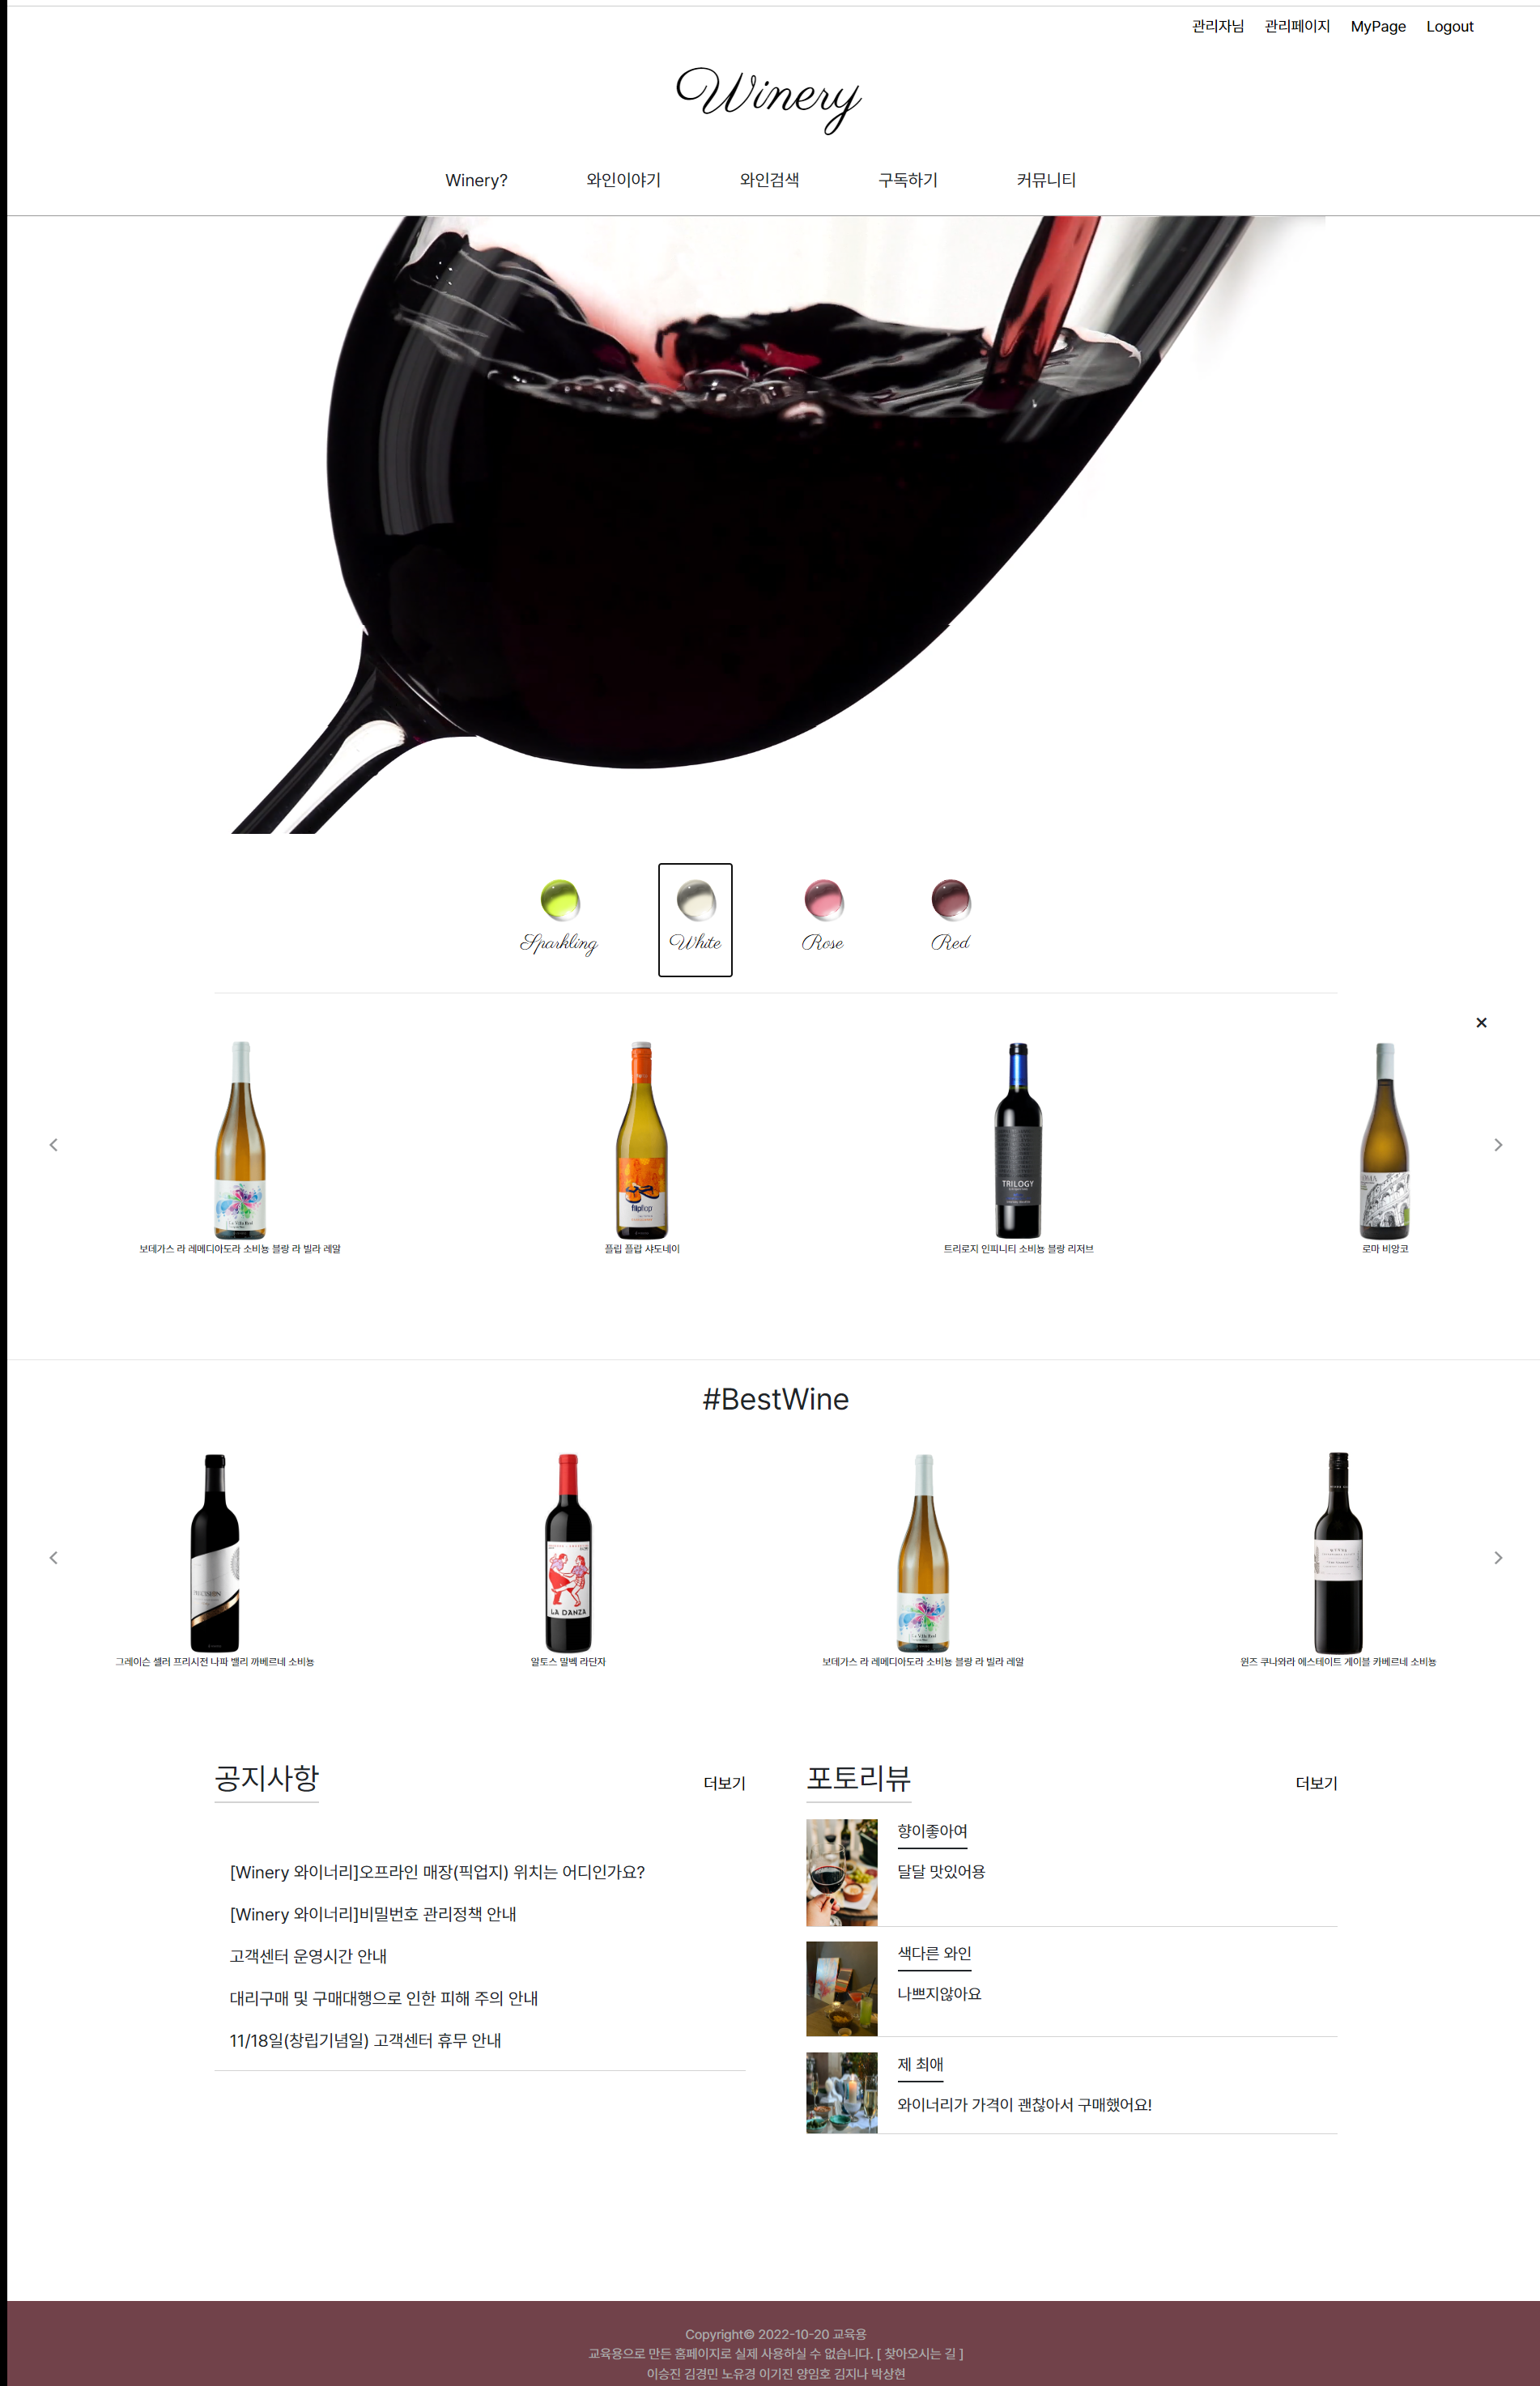 관리자님 관리페이지 MyPage Logout
Winery
Winery? 와인이야기 와인검색 구독하기 커뮤니티
Sparkling White Rose Red
×
TRILOGY
flipflop
La Villa Real
보데가스 라 레메디아도라 소비뇽 블랑 라 빌라 레알
플립 플랍 샤도네이
트리로지 인피니티 소비뇽 블랑 리저브
로마 비앙코
#BestWine
LA DANZA
La Villa Real
그레이슨 셀러 프리시전 나파 밸리 까베르네 소비뇽
알토스 말벡 라단자
보데가스 라 레메디아도라 소비뇽 블랑 라 빌라 레알
윈즈 쿠나와라 에스테이트 게이블 카베르네 소비뇽
공지사항 더보기
[Winery 와이너리]오프라인 매장(픽업지) 위치는 어디인가요?
[Winery 와이너리]비밀번호 관리정책 안내
고객센터 운영시간 안내
대리구매 및 구매대행으로 인한 피해 주의 안내
11/18일(창립기념일) 고객센터 휴무 안내
포토리뷰 더보기
향이좋아여
달달 맛있어용
색다른 와인
나쁘지않아요
제 최애
와이너리가 가격이 괜찮아서 구매했어요!
Copyright© 2022-10-20 교육용
교육용으로 만든 홈페이지로 실제 사용하실 수 없습니다. [ 찾아오시는 길 ]
이승진 김경민 노유경 이기진 양임호 김지나 박상현